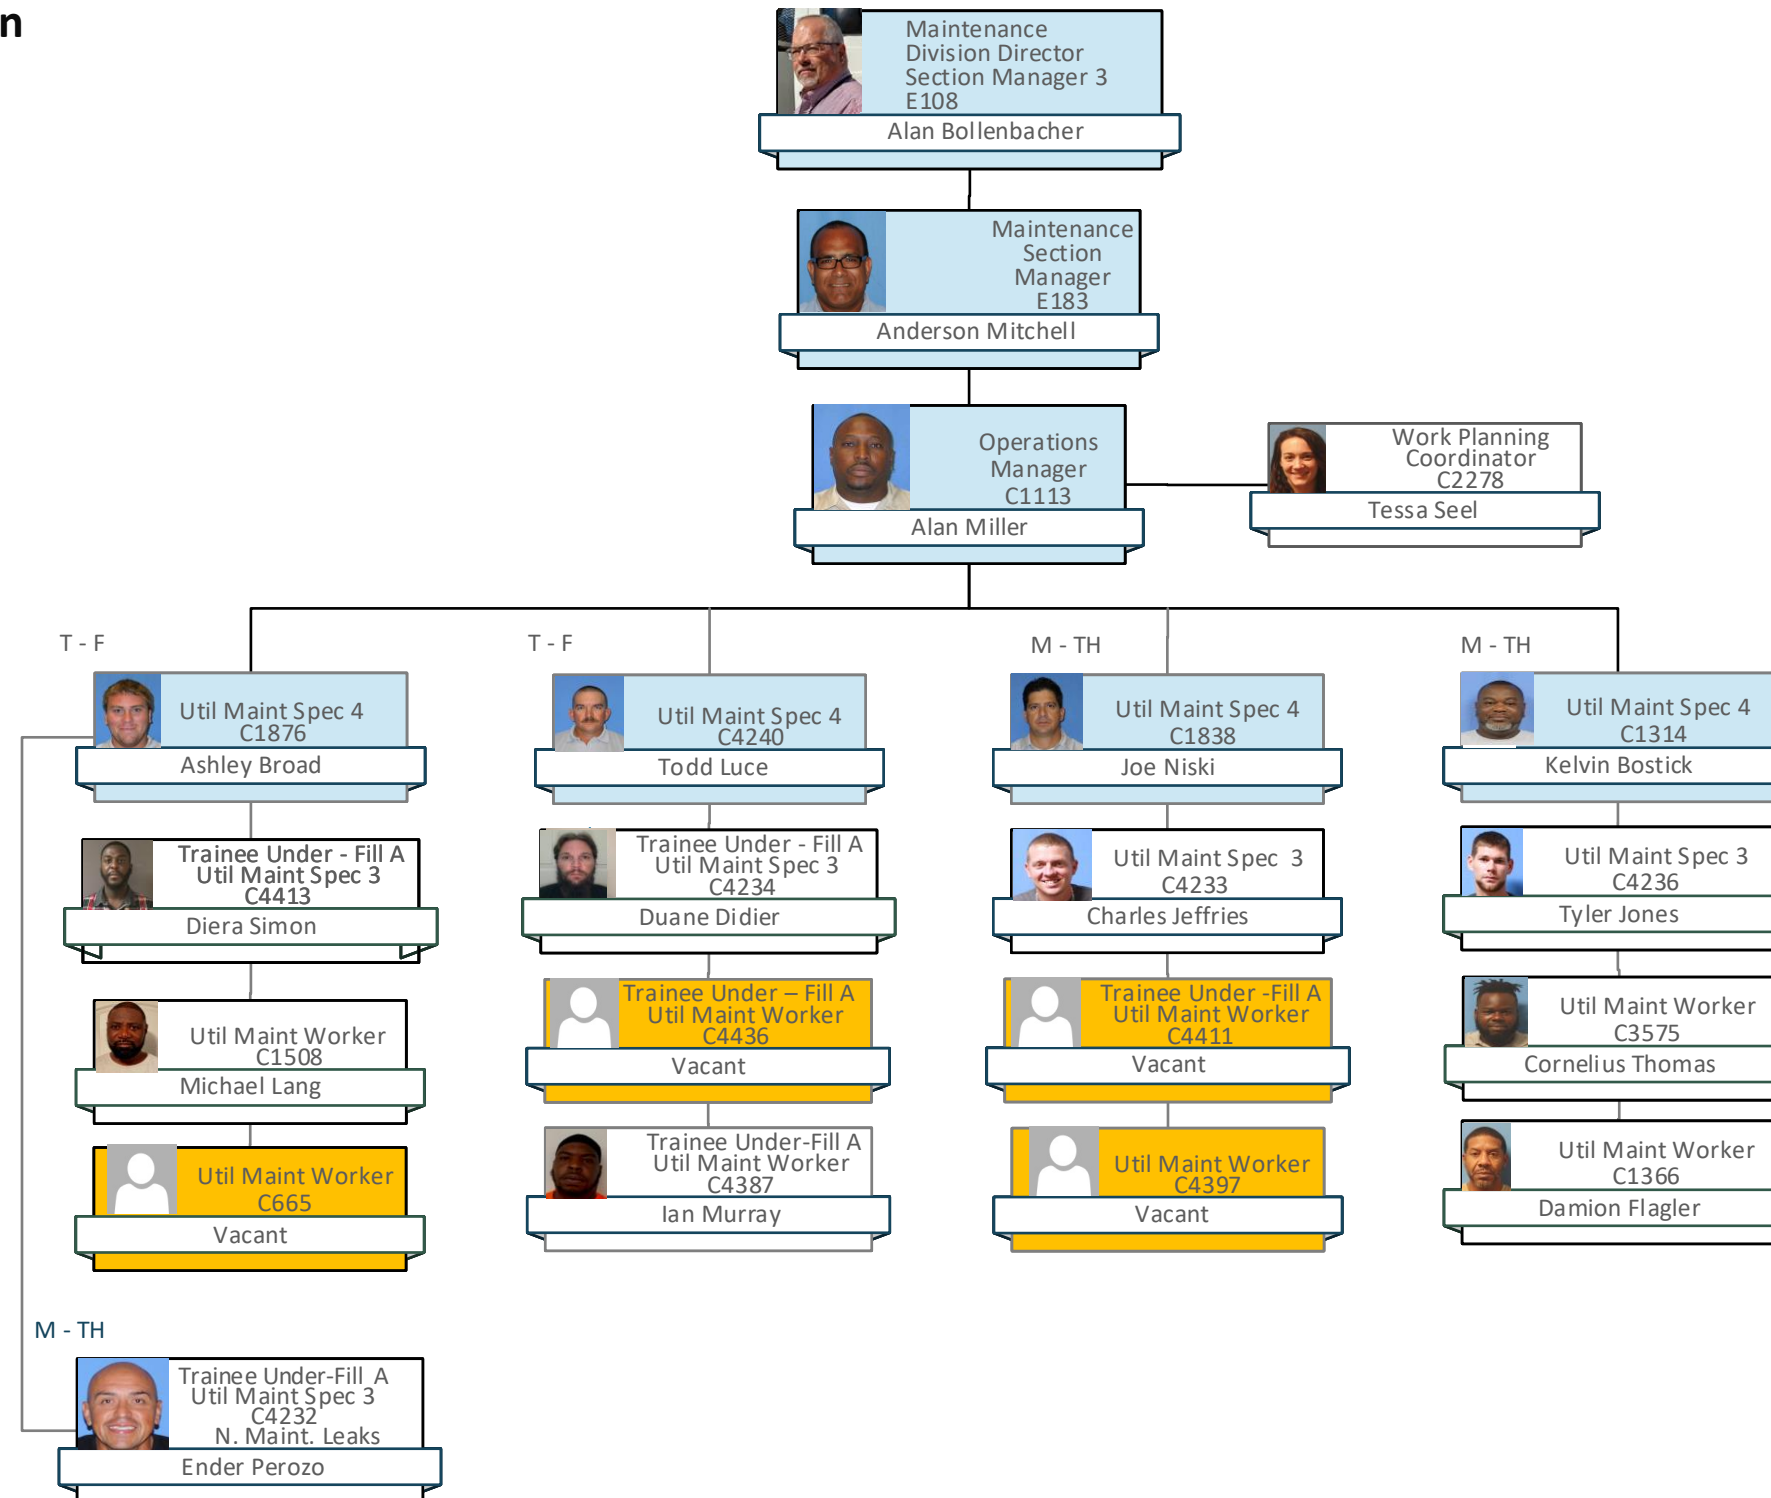 n
Maintenance
Division Director
Section Manager 3
E108
Alan Bollenbacher
Maintenance
Section
Manager
E183
Anderson Mitchell
Operations
Manager
C1113
Alan Miller
Work Planning
Coordinator
C2278
Tessa Seel
T - F
Util Maint Spec 4
C1876
Ashley Broad
Trainee Under - Fill A
Util Maint Spec 3
C4413
Diera Simon
Util Maint Worker
C1508
Michael Lang
Util Maint Worker
C665
Vacant
M - TH
Trainee Under-Fill A
Util Maint Spec 3
C4232
N. Maint. Leaks
Ender Perozo
T - F
Util Maint Spec 4
C4240
Todd Luce
Trainee Under - Fill A
Util Maint Spec 3
C4234
Duane Didier
Trainee Under – Fill A
Util Maint Worker
C4436
Vacant
Trainee Under-Fill A
Util Maint Worker
C4387
Ian Murray
M - TH
Util Maint Spec 4
C1838
Joe Niski
Util Maint Spec 3
C4233
Charles Jeffries
Trainee Under -Fill A
Util Maint Worker
C4411
Vacant
Util Maint Worker
C4397
Vacant
M - TH
Util Maint Spec 4
C1314
Kelvin Bostick
Util Maint Spec 3
C4236
Tyler Jones
Util Maint Worker
C3575
Cornelius Thomas
Util Maint Worker
C1366
Damion Flagler